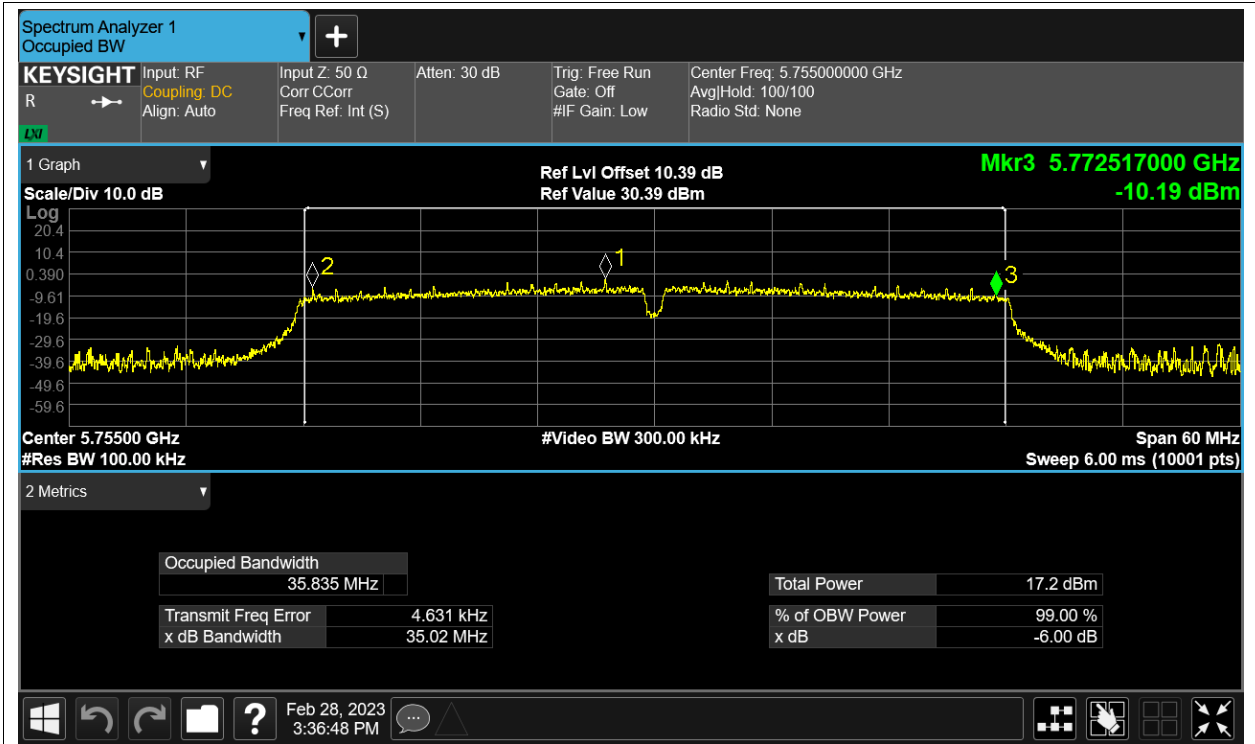 Spectrum Analyzer 1
Occupied BW
KEYSIGHT
R
LXI
Input: RF
Coupling: DC
Align: Auto
Input Z: 50 Ω
Corr CCorr
Freq Ref: Int (S)
Atten: 30 dB
Trig: Free Run
Gate: Off
#IF Gain: Low
Center Freq: 5.755000000 GHz
Avg|Hold: 100/100
Radio Std: None
1 Graph
Scale/Div 10.0 dB
Ref Lvl Offset 10.39 dB
Ref Value 30.39 dBm
Mkr3 5.772517000 GHz
-10.19 dBm
Log
20.4
10.4
0.390
-9.61
-19.6
-29.6
-39.6
-49.6
-59.6
2
1
3
Center 5.75500 GHz
#Video BW 300.00 kHz
Span 60 MHz
#Res BW 100.00 kHz
Sweep 6.00 ms (10001 pts)
2 Metrics
Occupied Bandwidth
35.835 MHz
Transmit Freq Error 4.631 kHz
x dB Bandwidth 35.02 MHz
Total Power 17.2 dBm
% of OBW Power 99.00 %
x dB -6.00 dB
?
Feb 28, 2023
3:36:48 PM